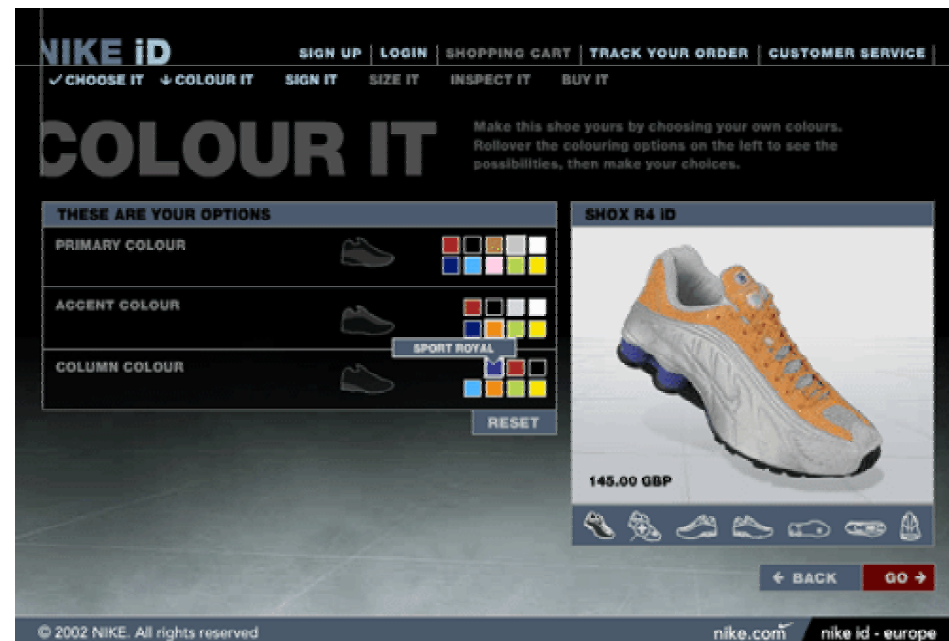 NIKE iD
SIGN UP | LOGIN | SHOPPING CART | TRACK YOUR ORDER | CUSTOMER SERVICE |
✓ CHOOSE IT ↓ COLOUR IT SIGN IT SIZE IT INSPECT IT BUY IT
COLOUR IT
Make this shoe yours by choosing your own colours.
Rollover the colouring options on the left to see the
possibilities, then make your choices.
THESE ARE YOUR OPTIONS
PRIMARY COLOUR
ACCENT COLOUR
SPORT ROYAL
COLUMN COLOUR
RESET
SHOX R4 iD
145.00 GBP
← BACK GO →
© 2002 NIKE. All rights reserved
nike.com nike id - europe